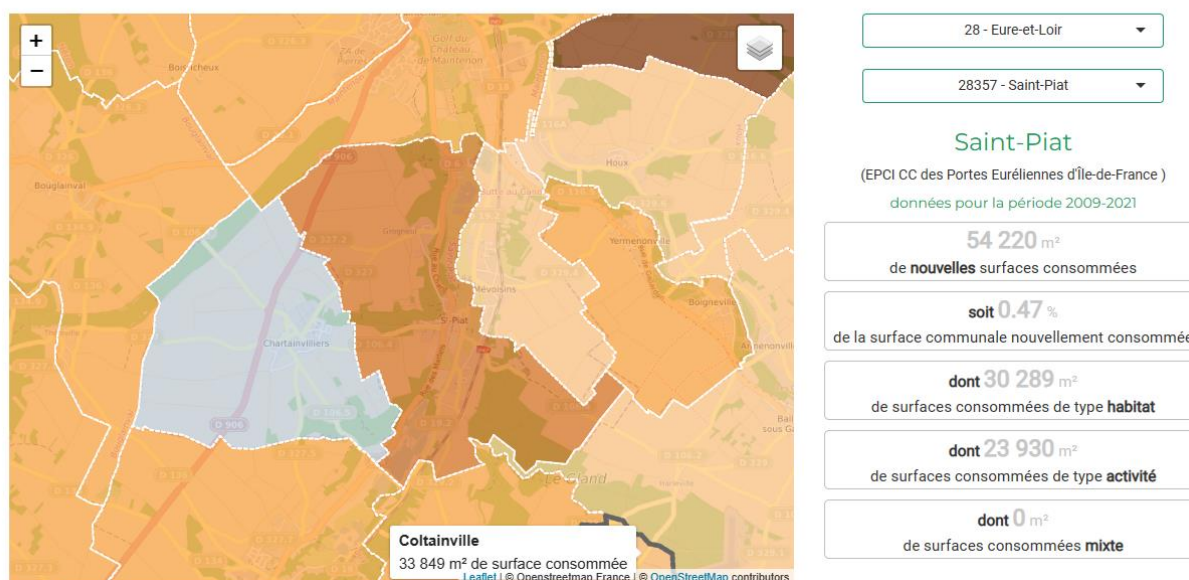 +
−
D 906
Bouglainval
Houx
Yermenonville
Grogneul
Mévoisins
St-Piat
Boigneville
Chartainvilliers
D 906
Le Gland
Coltainville
33 849 m² de surface consommée
Leaflet | © Openstreetmap France | © OpenStreetMap contributors
28 - Eure-et-Loir
28357 - Saint-Piat
Saint-Piat
(EPCI CC des Portes Euréliennes d'Île-de-France )
données pour la période 2009-2021
54 220 m²
de nouvelles surfaces consommées
soit 0.47 %
de la surface communale nouvellement consommée
dont 30 289 m²
de surfaces consommées de type habitat
dont 23 930 m²
de surfaces consommées de type activité
dont 0 m²
de surfaces consommées mixte